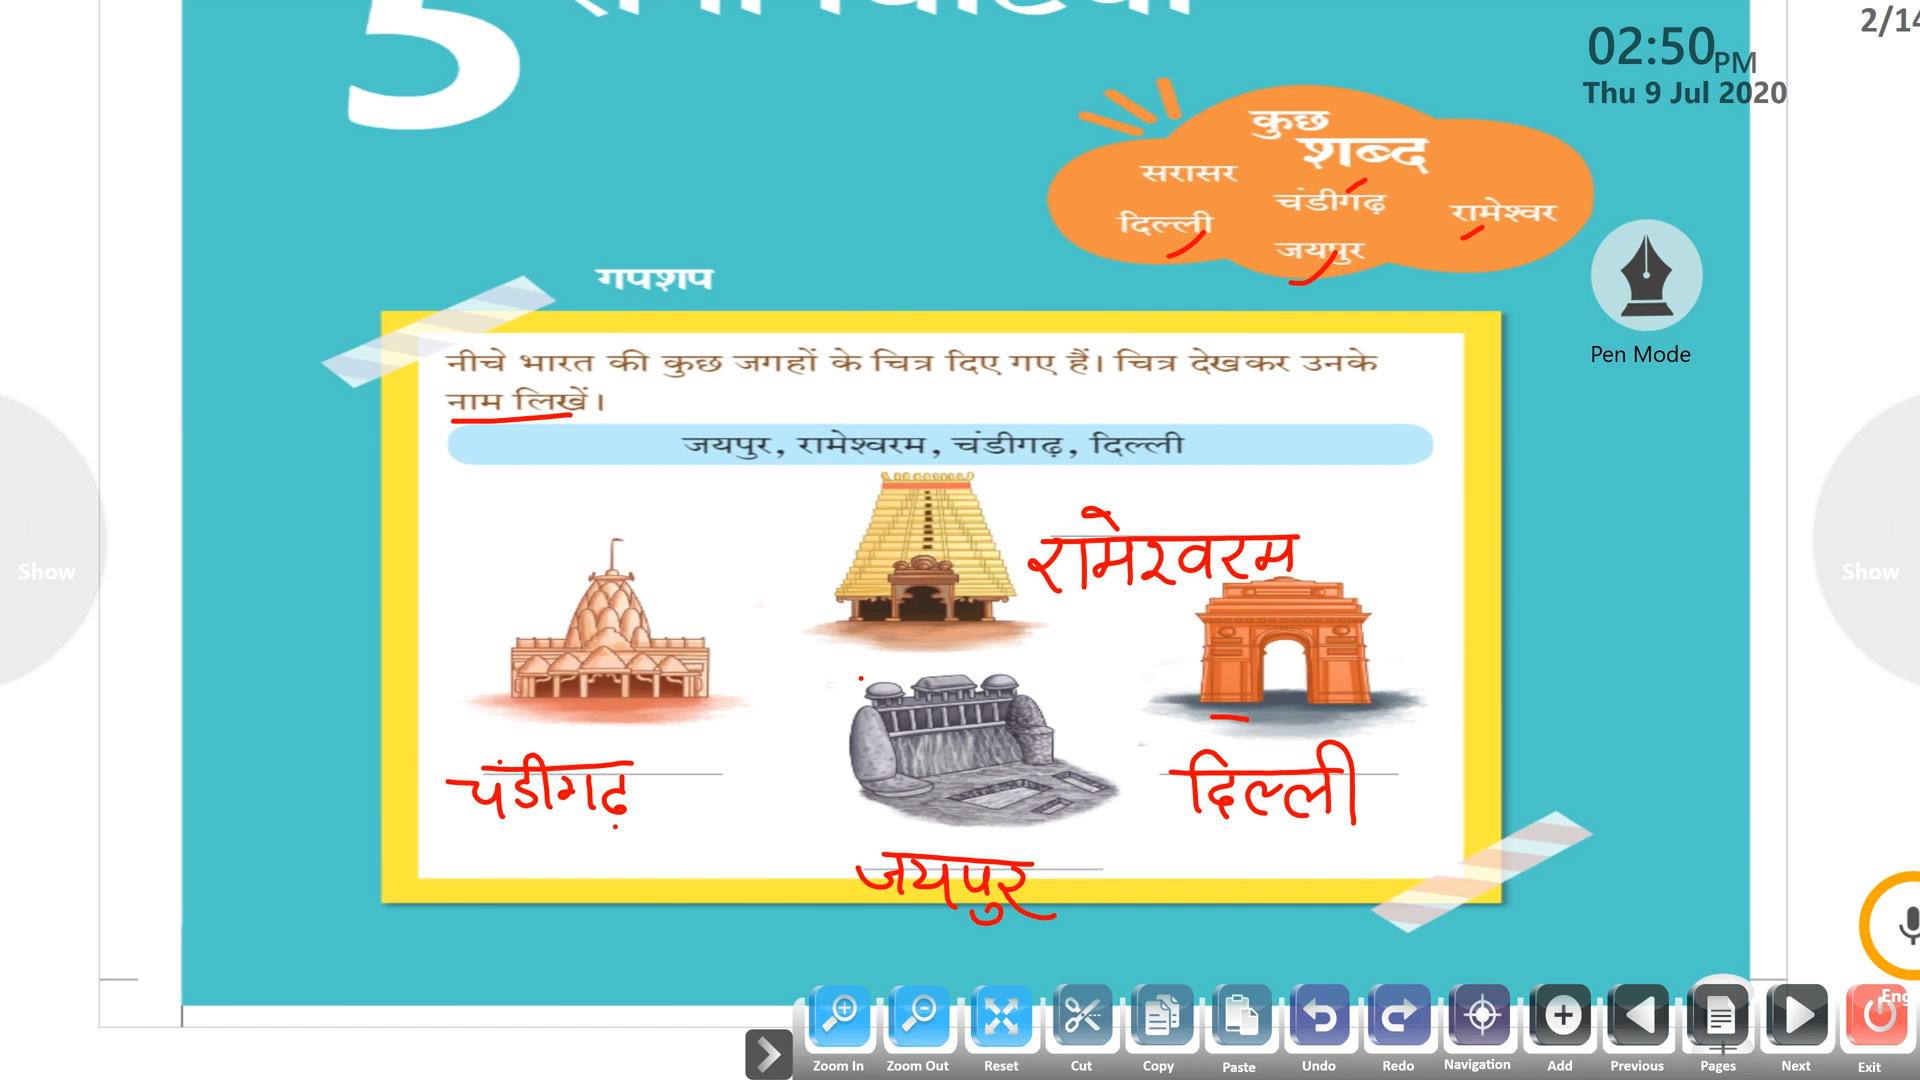 5
2/14
02:50PM
Thu 9 Jul 2020
कुछ
शब्द
सरासर
चंडीगढ़
रामेश्वर
दिल्ली
जयपुर
Pen Mode
गपशप
नीचे भारत की कुछ जगहों के चित्र दिए गए हैं। चित्र देखकर उनके
नाम लिखें।
जयपुर, रामेश्वरम, चंडीगढ़, दिल्ली
रामेश्वरम
चंडीगढ़
दिल्ली
जयपुर
Show
Show
Eng
Zoom In Zoom Out Reset Cut Copy Paste Undo Redo Navigation Add Previous Pages Next Exit